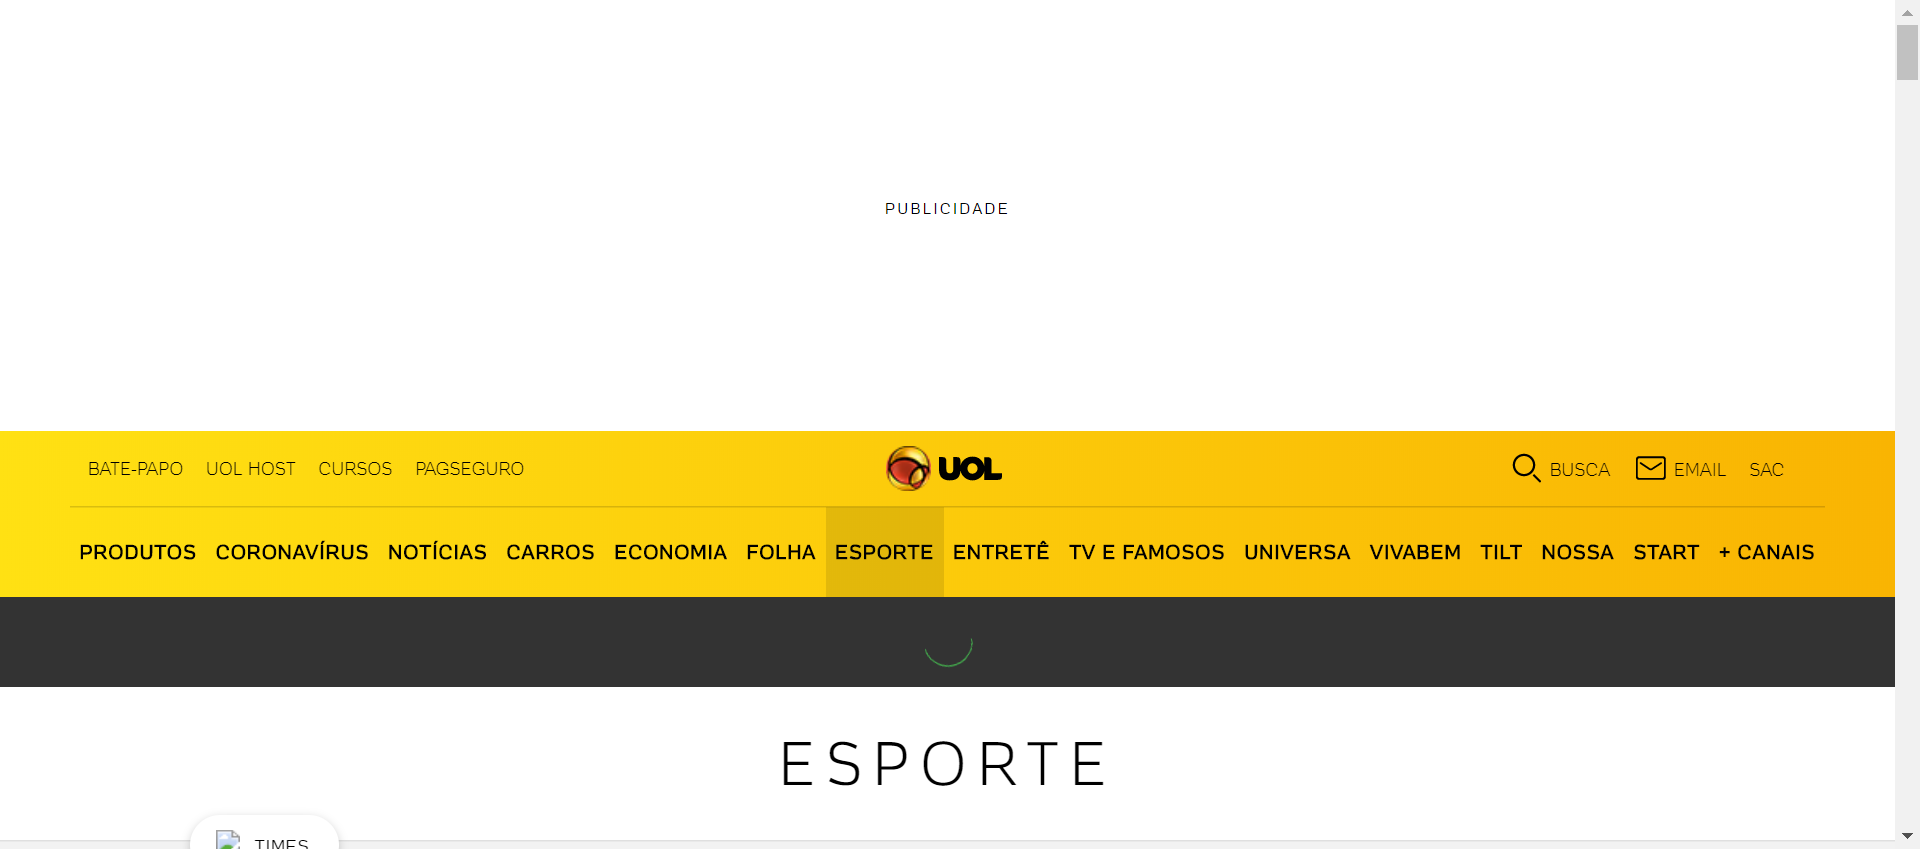 PUBLICIDADE
BATE-PAPO UOL HOST CURSOS PAGSEGURO UOL BUSCA EMAIL SAC
PRODUTOS CORONAVÍRUS NOTÍCIAS CARROS ECONOMIA FOLHA ESPORTE ENTRETÊ TV E FAMOSOS UNIVERSA VIVABEM TILT NOSSA START + CANAIS
ESPORTE
TIMES